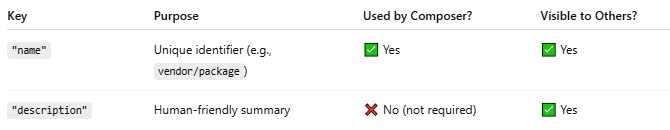 Key Purpose Used by Composer? Visible to Others?
"name" Unique identifier (e.g., ✅ Yes ✅ Yes
vendor/package )
"description" Human-friendly summary ❌ No (not required) ✅ Yes